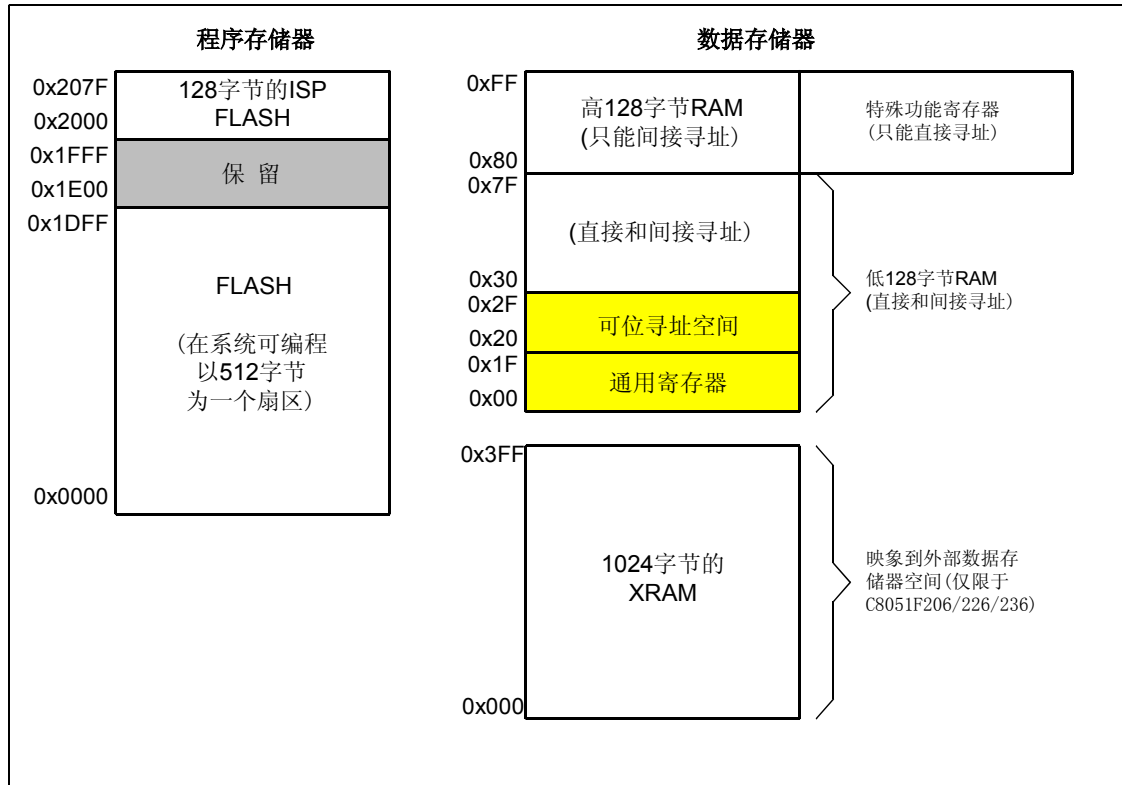 程序存储器
0x207F
0x2000
128字节的ISP
FLASH
0x1FFF
0x1E00
保 留
0x1DFF
FLASH
(在系统可编程
以512字节
为一个扇区)
0x0000
数据存储器
0xFF
高128字节RAM
(只能间接寻址)
特殊功能寄存器
(只能直接寻址)
0x80
0x7F
(直接和间接寻址)
0x30
0x2F
可位寻址空间
0x20
0x1F
通用寄存器
0x00
低128字节RAM
(直接和间接寻址)
0x3FF
1024字节的
XRAM
0x000
映象到外部数据存
储器空间(仅限于
C8051F206/226/236)